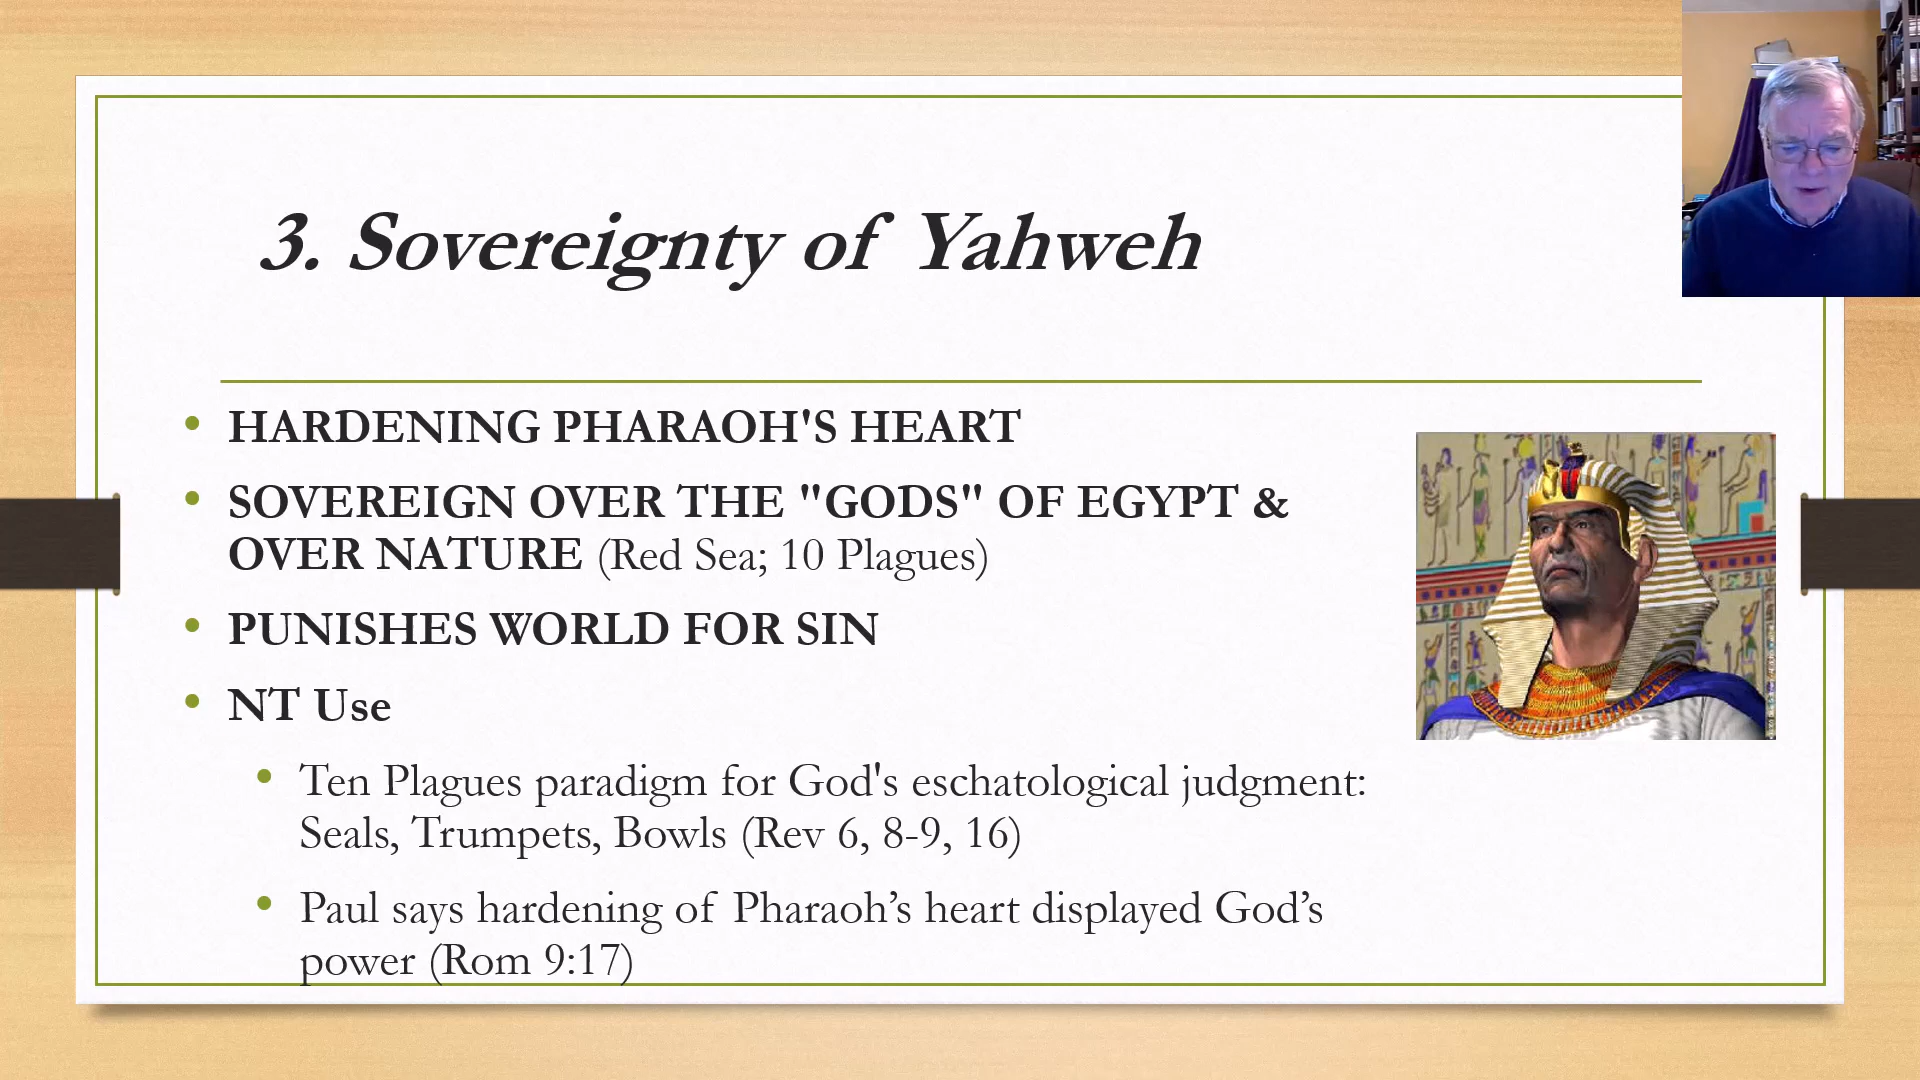 3. Sovereignty of Yahweh
• HARDENING PHARAOH'S HEART
• SOVEREIGN OVER THE "GODS" OF EGYPT &
OVER NATURE (Red Sea; 10 Plagues)
• PUNISHES WORLD FOR SIN
• NT Use
• Ten Plagues paradigm for God's eschatological judgment:
Seals, Trumpets, Bowls (Rev 6, 8-9, 16)
• Paul says hardening of Pharaoh’s heart displayed God’s
power (Rom 9:17)